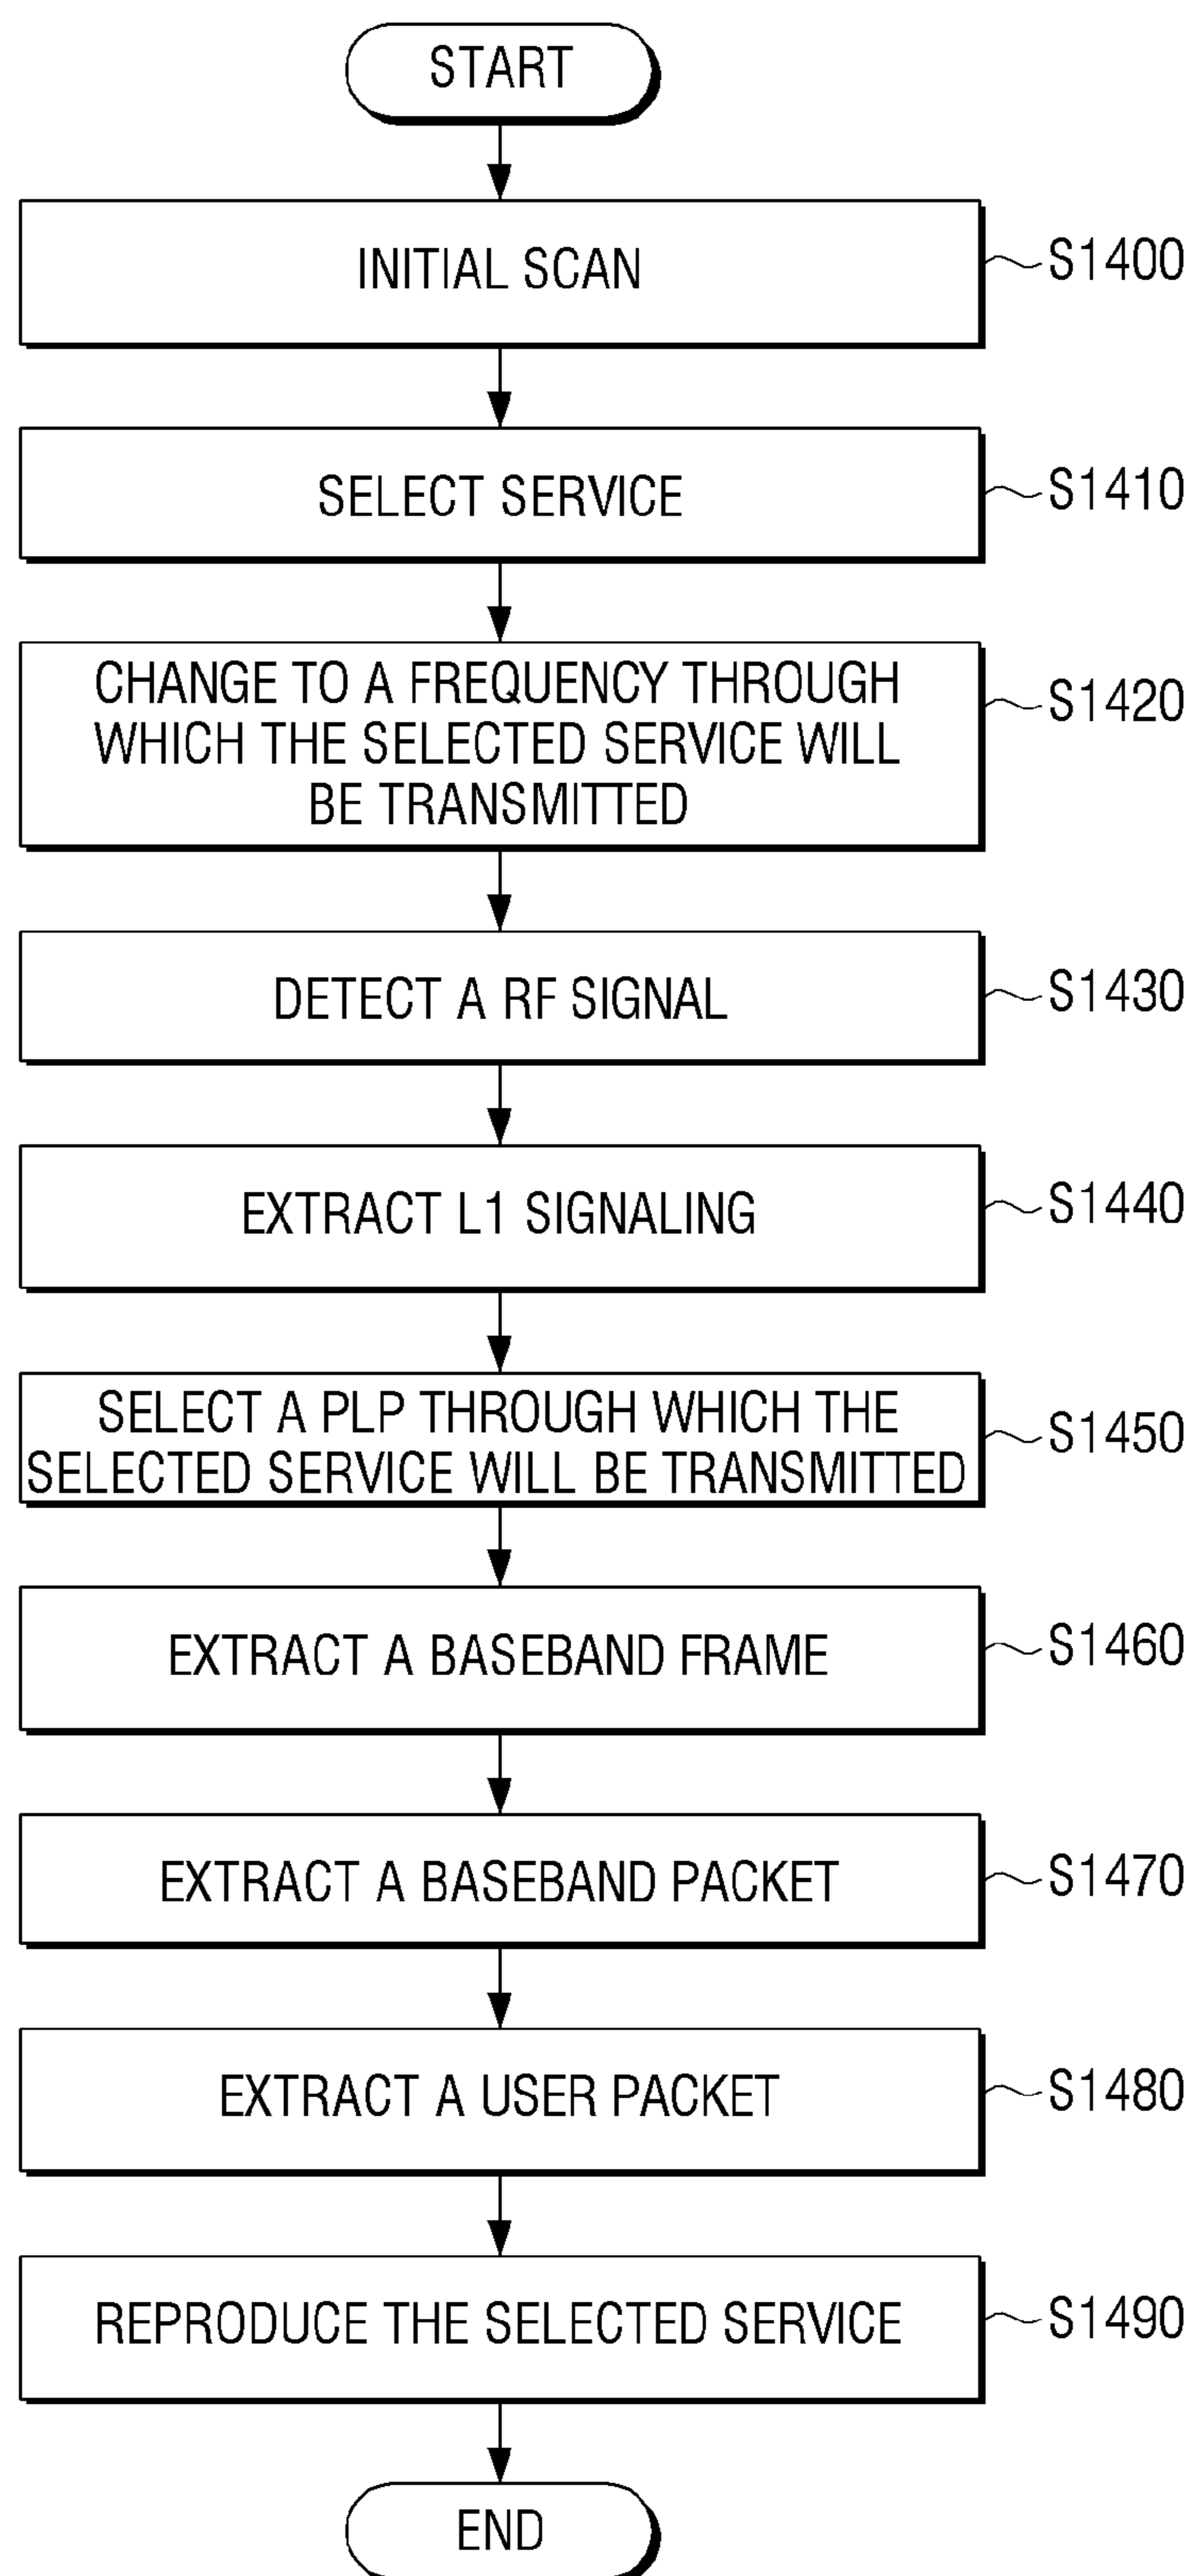 START
INITIAL SCAN
S1400
SELECT SERVICE
S1410
CHANGE TO A FREQUENCY THROUGH
WHICH THE SELECTED SERVICE WILL
BE TRANSMITTED
S1420
DETECT A RF SIGNAL
S1430
EXTRACT L1 SIGNALING
S1440
SELECT A PLP THROUGH WHICH THE
SELECTED SERVICE WILL BE TRANSMITTED
S1450
EXTRACT A BASEBAND FRAME
S1460
EXTRACT A BASEBAND PACKET
S1470
EXTRACT A USER PACKET
S1480
REPRODUCE THE SELECTED SERVICE
S1490
END